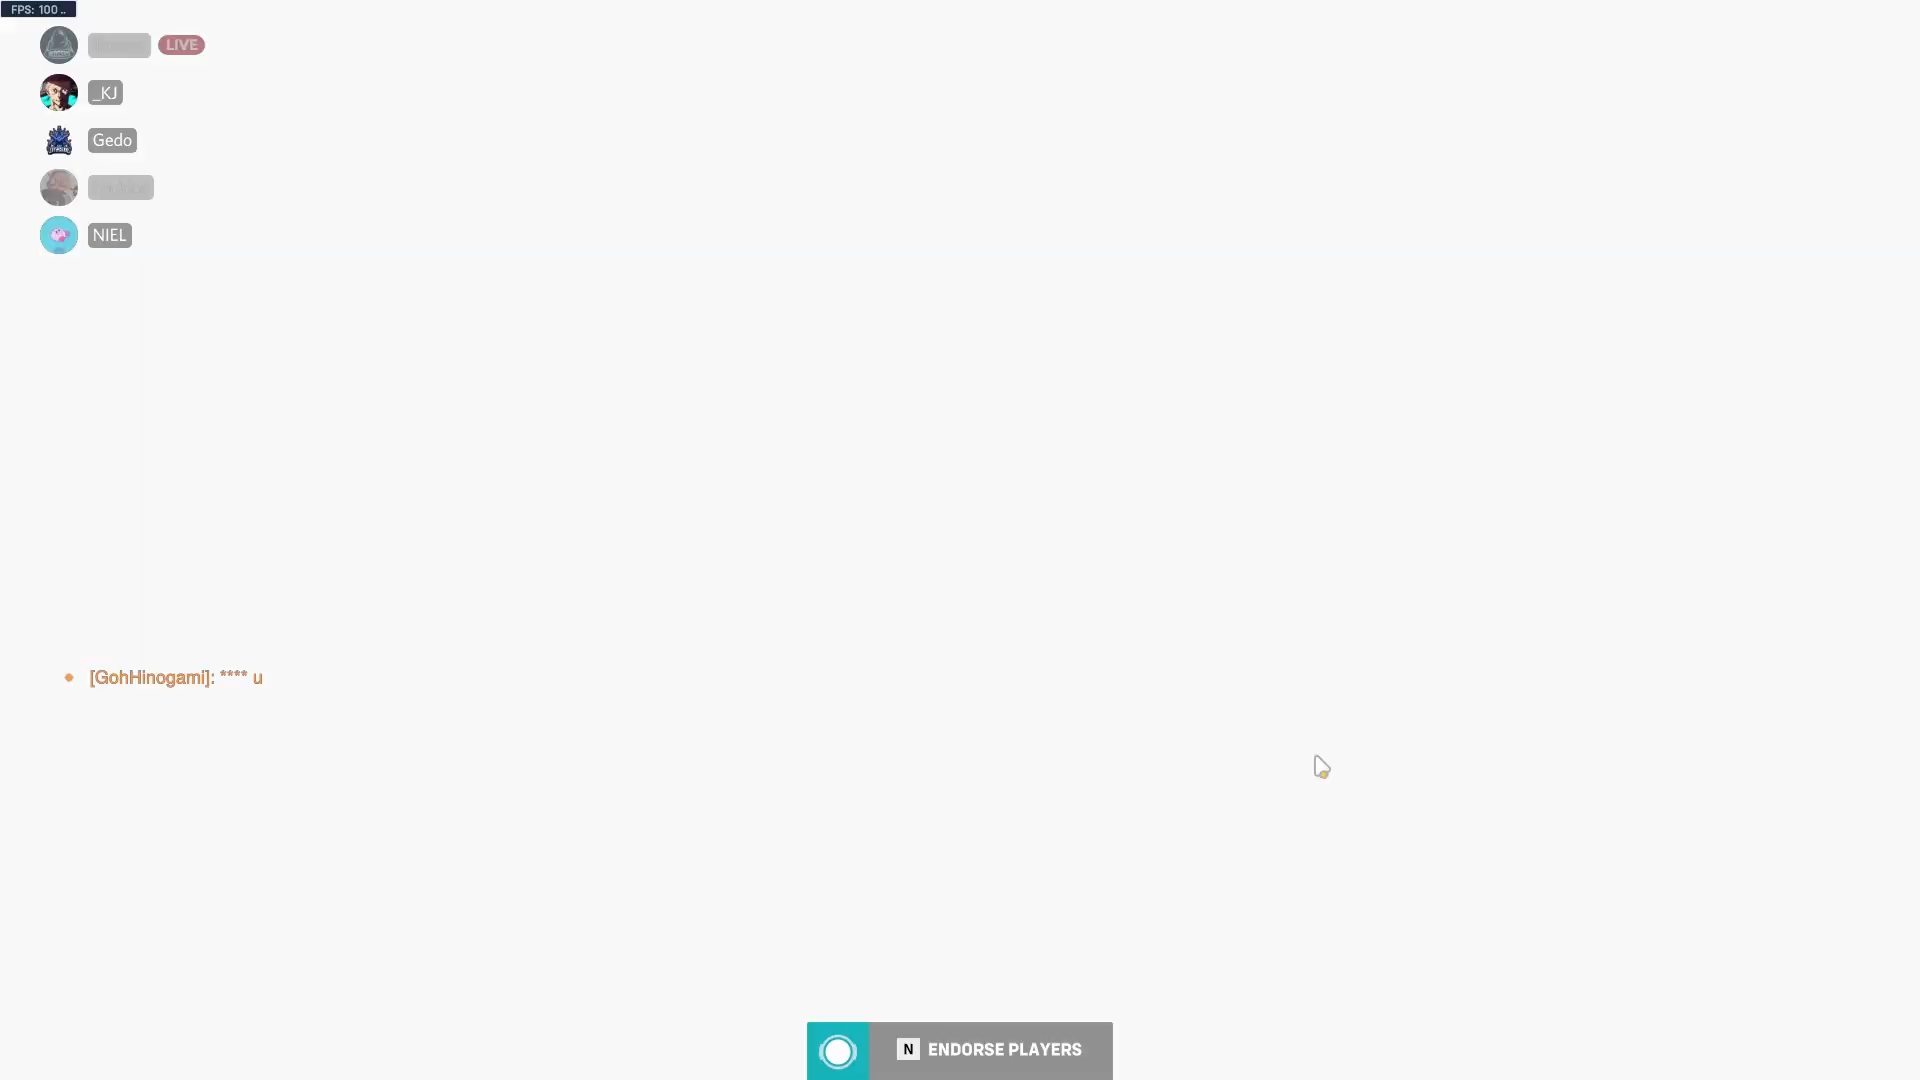 FPS: 100 ..
LIVE
_KJ
Gedo
NIEL
[GohHinogami]: **** u
N ENDORSE PLAYERS